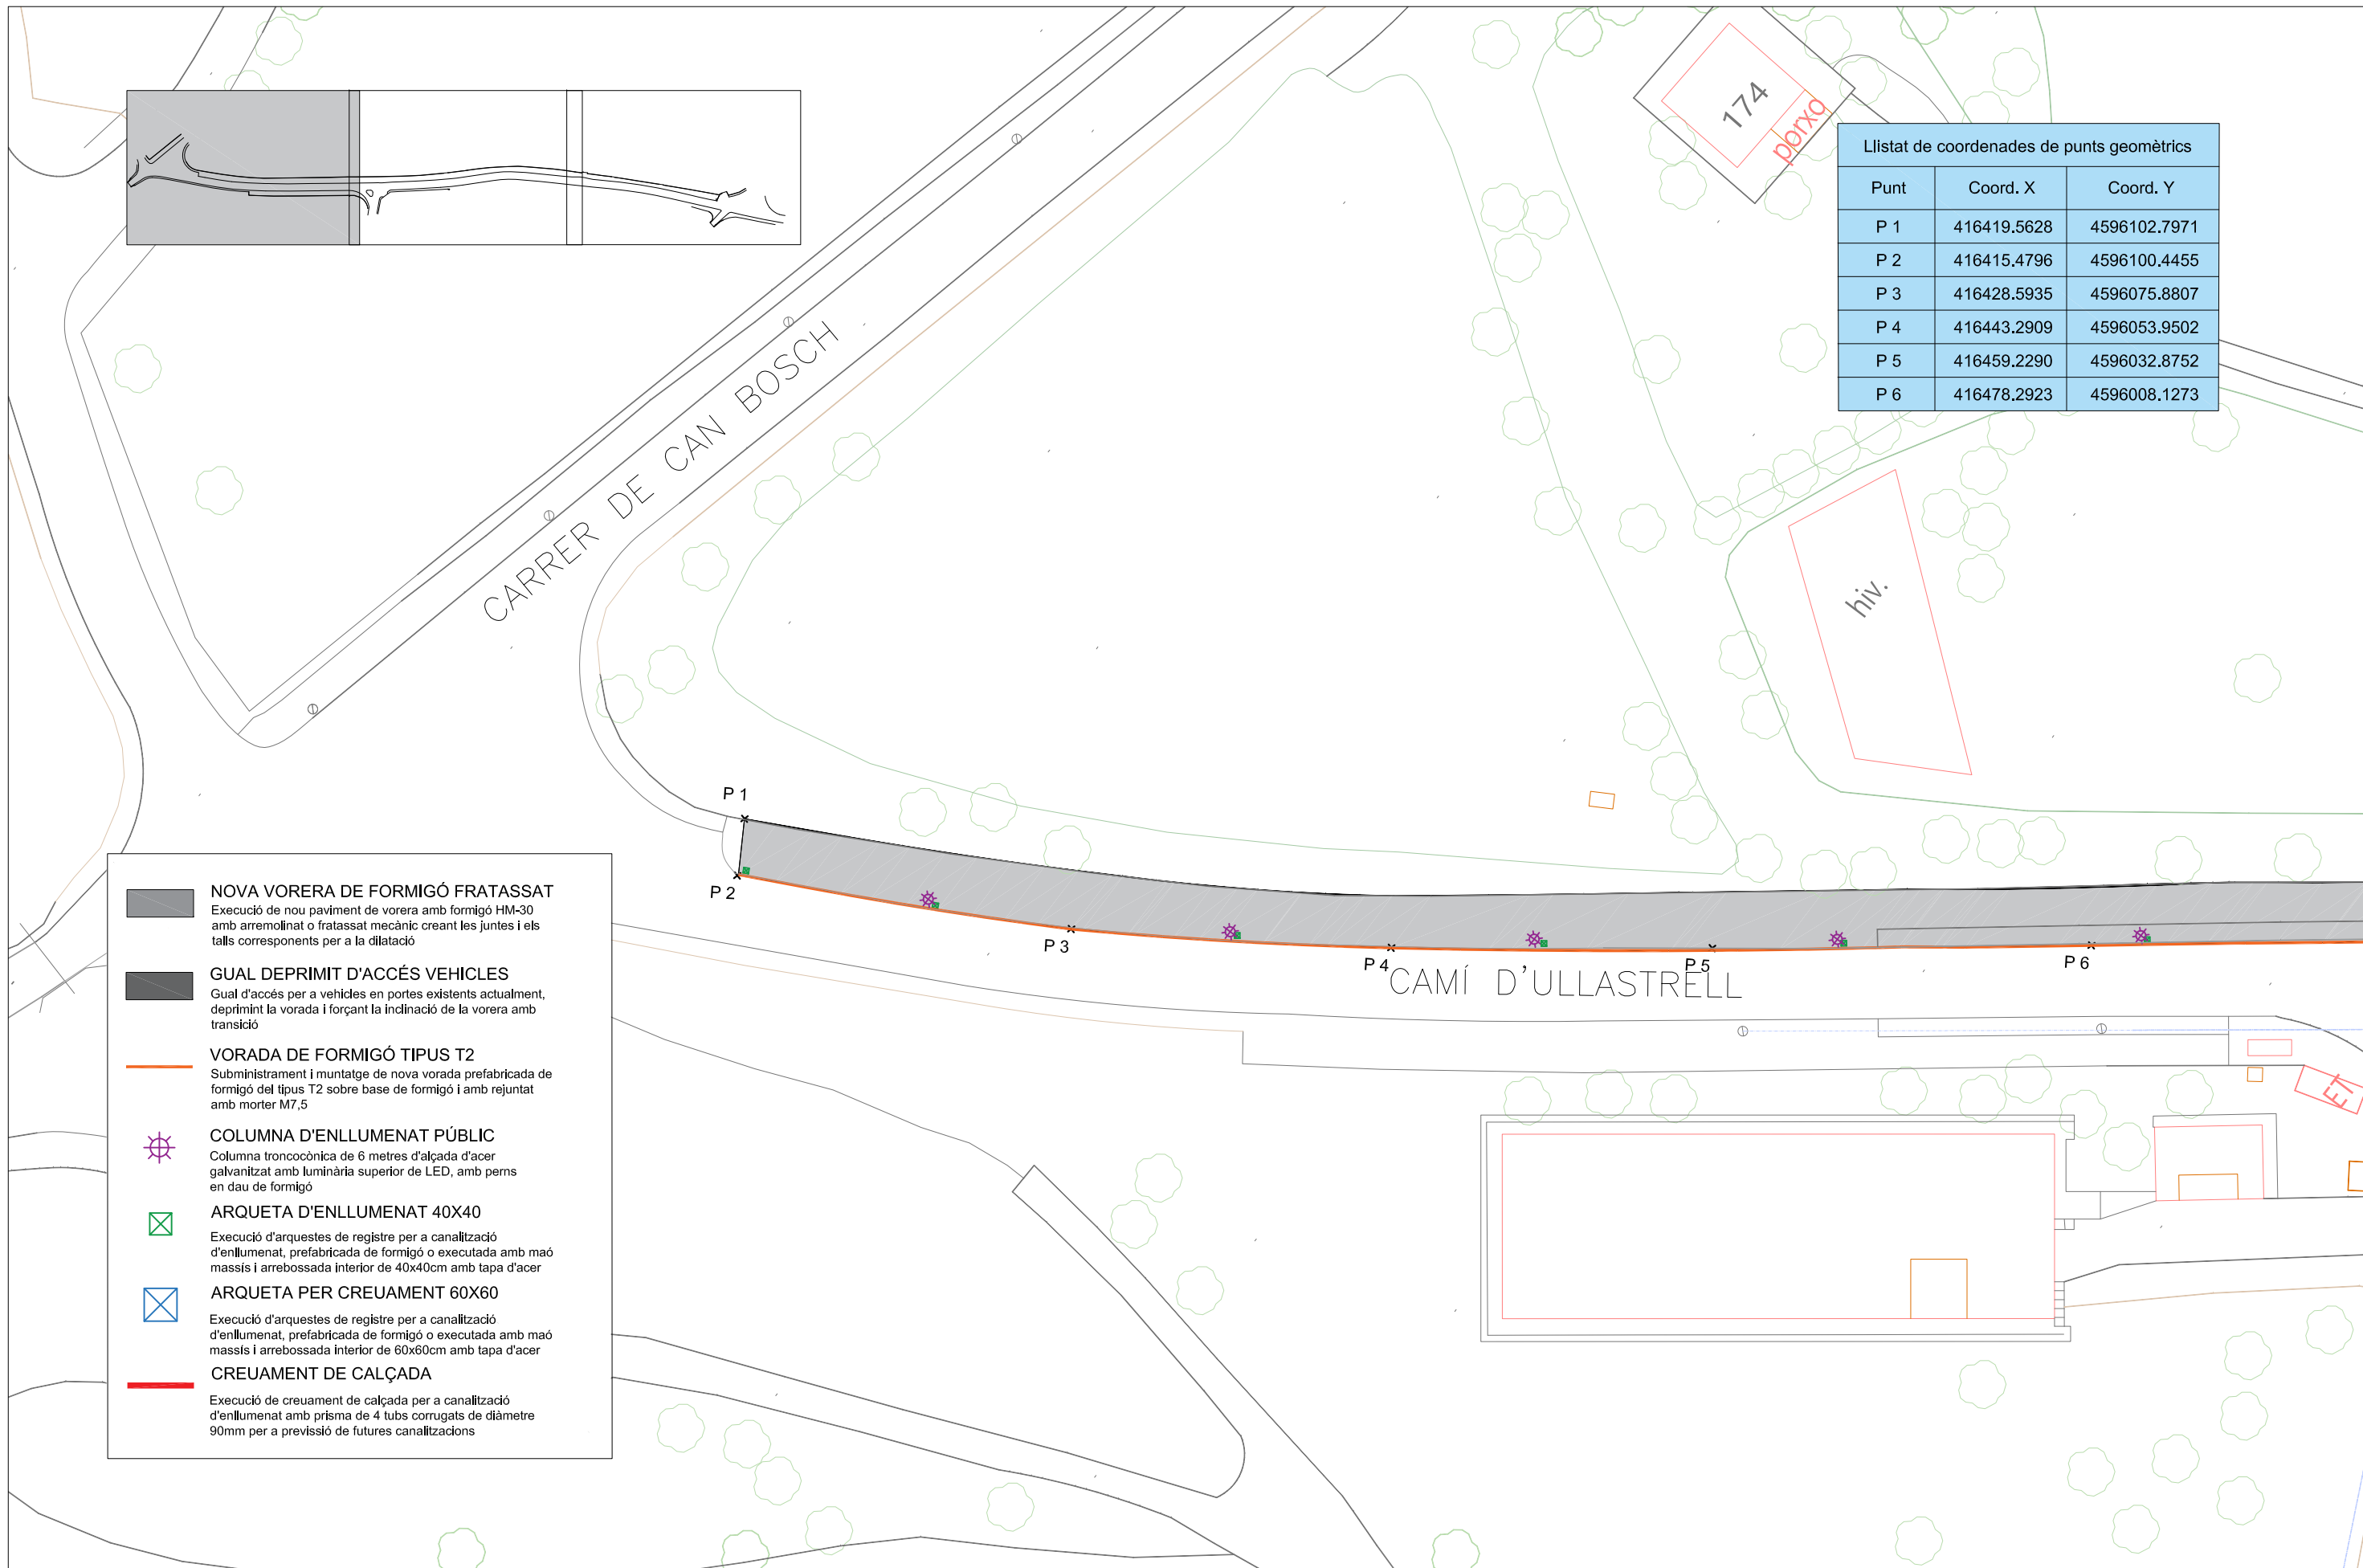 174
porxo
Llistat de coordenades de punts geomètrics
Punt Coord. X Coord. Y
P 1 416419.5628 4596102.7971
P 2 416415.4796 4596100.4455
P 3 416428.5935 4596075.8807
P 4 416443.2909 4596053.9502
P 5 416459.2290 4596032.8752
P 6 416478.2923 4596008.1273
CARRER DE CAN BOSCH
hiv.
P 1
P 2
P 3
P 4
P 5
P 6
CAMÍ D'ULLASTRELL
ET
NOVA VORERA DE FORMIGÓ FRATASSAT
Execució de nou paviment de vorera amb formigó HM-30
amb arremolinat o fratassat mecànic creant les juntes i els
talls corresponents per a la dilatació
GUAL DEPRIMIT D'ACCÉS VEHICLES
Gual d'accés per a vehicles en portes existents actualment,
deprimint la vorada i forçant la inclinació de la vorera amb
transició
VORADA DE FORMIGÓ TIPUS T2
Subministrament i muntatge de nova vorada prefabricada de
formigó del tipus T2 sobre base de formigó i amb rejuntat
amb morter M7,5
COLUMNA D'ENLLUMENAT PÚBLIC
Columna troncocònica de 6 metres d'alçada d'acer
galvanitzat amb luminària superior de LED, amb perns
en dau de formigó
ARQUETA D'ENLLUMENAT 40X40
Execució d'arquestes de registre per a canalització
d'enllumenat, prefabricada de formigó o executada amb maó
massís i arrebossada interior de 40x40cm amb tapa d'acer
ARQUETA PER CREUAMENT 60X60
Execució d'arquestes de registre per a canalització
d'enllumenat, prefabricada de formigó o executada amb maó
massís i arrebossada interior de 60x60cm amb tapa d'acer
CREUAMENT DE CALÇADA
Execució de creuament de calçada per a canalització
d'enllumenat amb prisma de 4 tubs corrugats de diàmetre
90mm per a previssió de futures canalitzacions